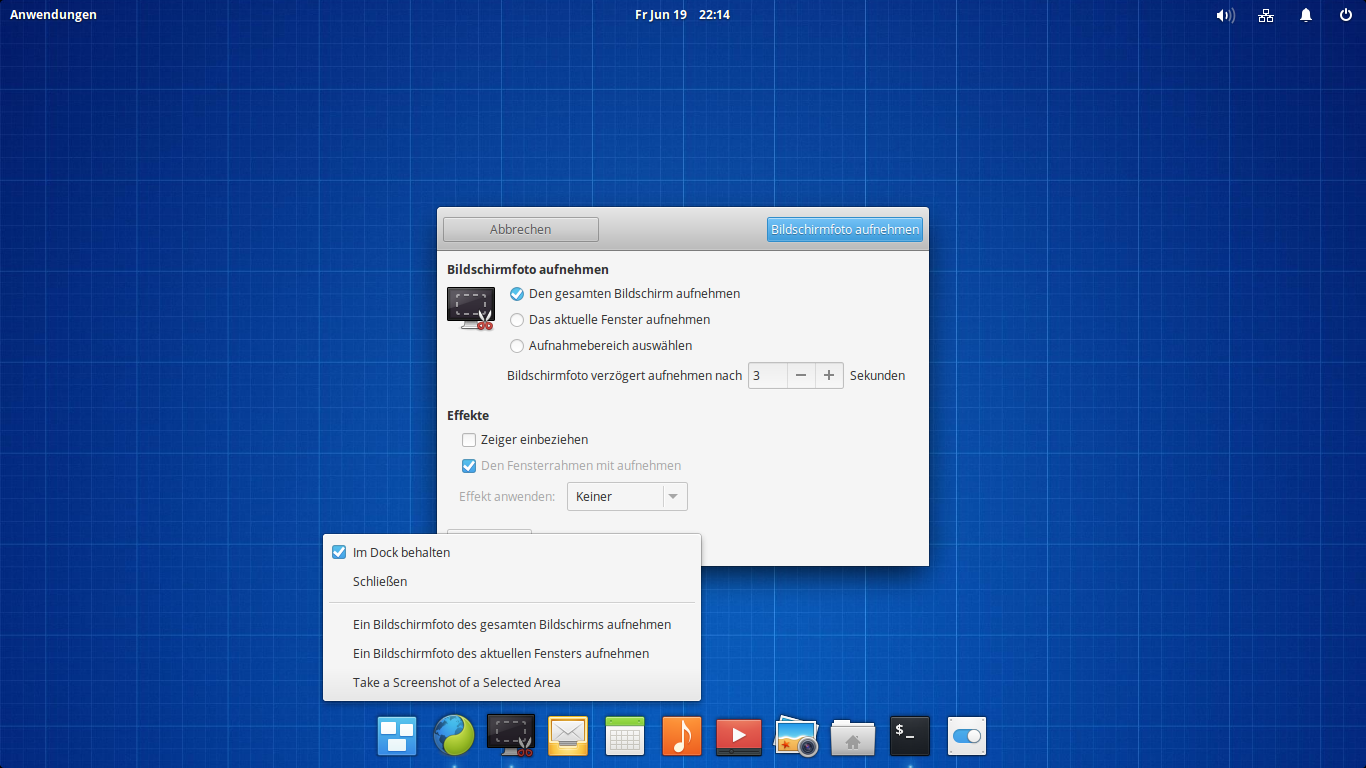 Anwendungen
Fr Jun 19 22:14
Abbrechen
Bildschirmfoto aufnehmen
Bildschirmfoto aufnehmen
Den gesamten Bildschirm aufnehmen
Das aktuelle Fenster aufnehmen
Aufnahmebereich auswählen
Bildschirmfoto verzögert aufnehmen nach 3 − + Sekunden
Effekte
Zeiger einbeziehen
Den Fensterrahmen mit aufnehmen
Effekt anwenden: Keiner
Im Dock behalten
Schließen
Ein Bildschirmfoto des gesamten Bildschirms aufnehmen
Ein Bildschirmfoto des aktuellen Fensters aufnehmen
Take a Screenshot of a Selected Area
$_